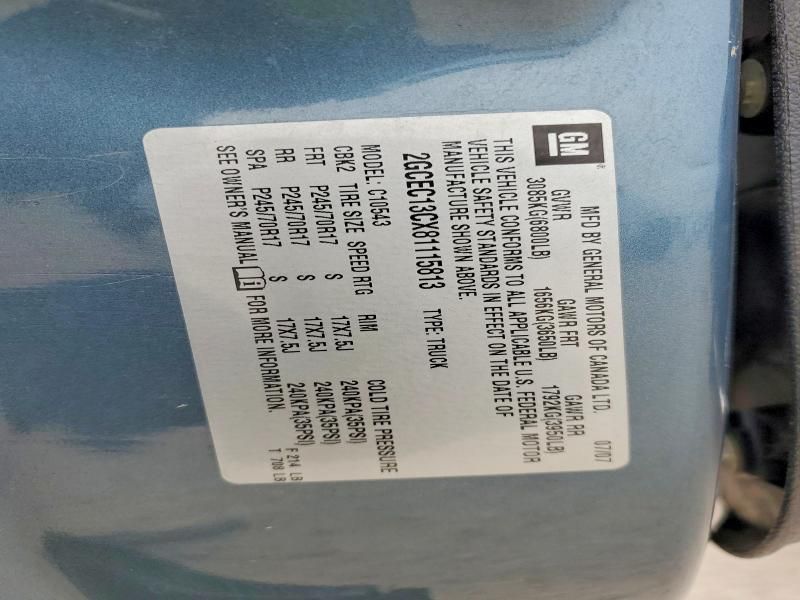 GM®
MFD BY GENERAL MOTORS OF CANADA LTD. 07/07
GVWR GAWR FRT GAWR RR
3085KG(6800LB) 1656KG(3650LB) 1792KG(3950LB)
THIS VEHICLE CONFORMS TO ALL APPLICABLE U.S. FEDERAL MOTOR
VEHICLE SAFETY STANDARDS IN EFFECT ON THE DATE OF
MANUFACTURE SHOWN ABOVE.
2GCEC13CX81115813 TYPE: TRUCK
MODEL: C10543
CBK2 TIRE SIZE SPEED RTG RIM COLD TIRE PRESSURE
FRT P245/70R17 S 17X7.5J 240KPA(35PSI)
RR P245/70R17 S 17X7.5J 240KPA(35PSI)
SPA P245/70R17 S 17X7.5J 240KPA(35PSI)
SEE OWNER'S MANUAL FOR MORE INFORMATION.
F 214 LB
T 708 LB